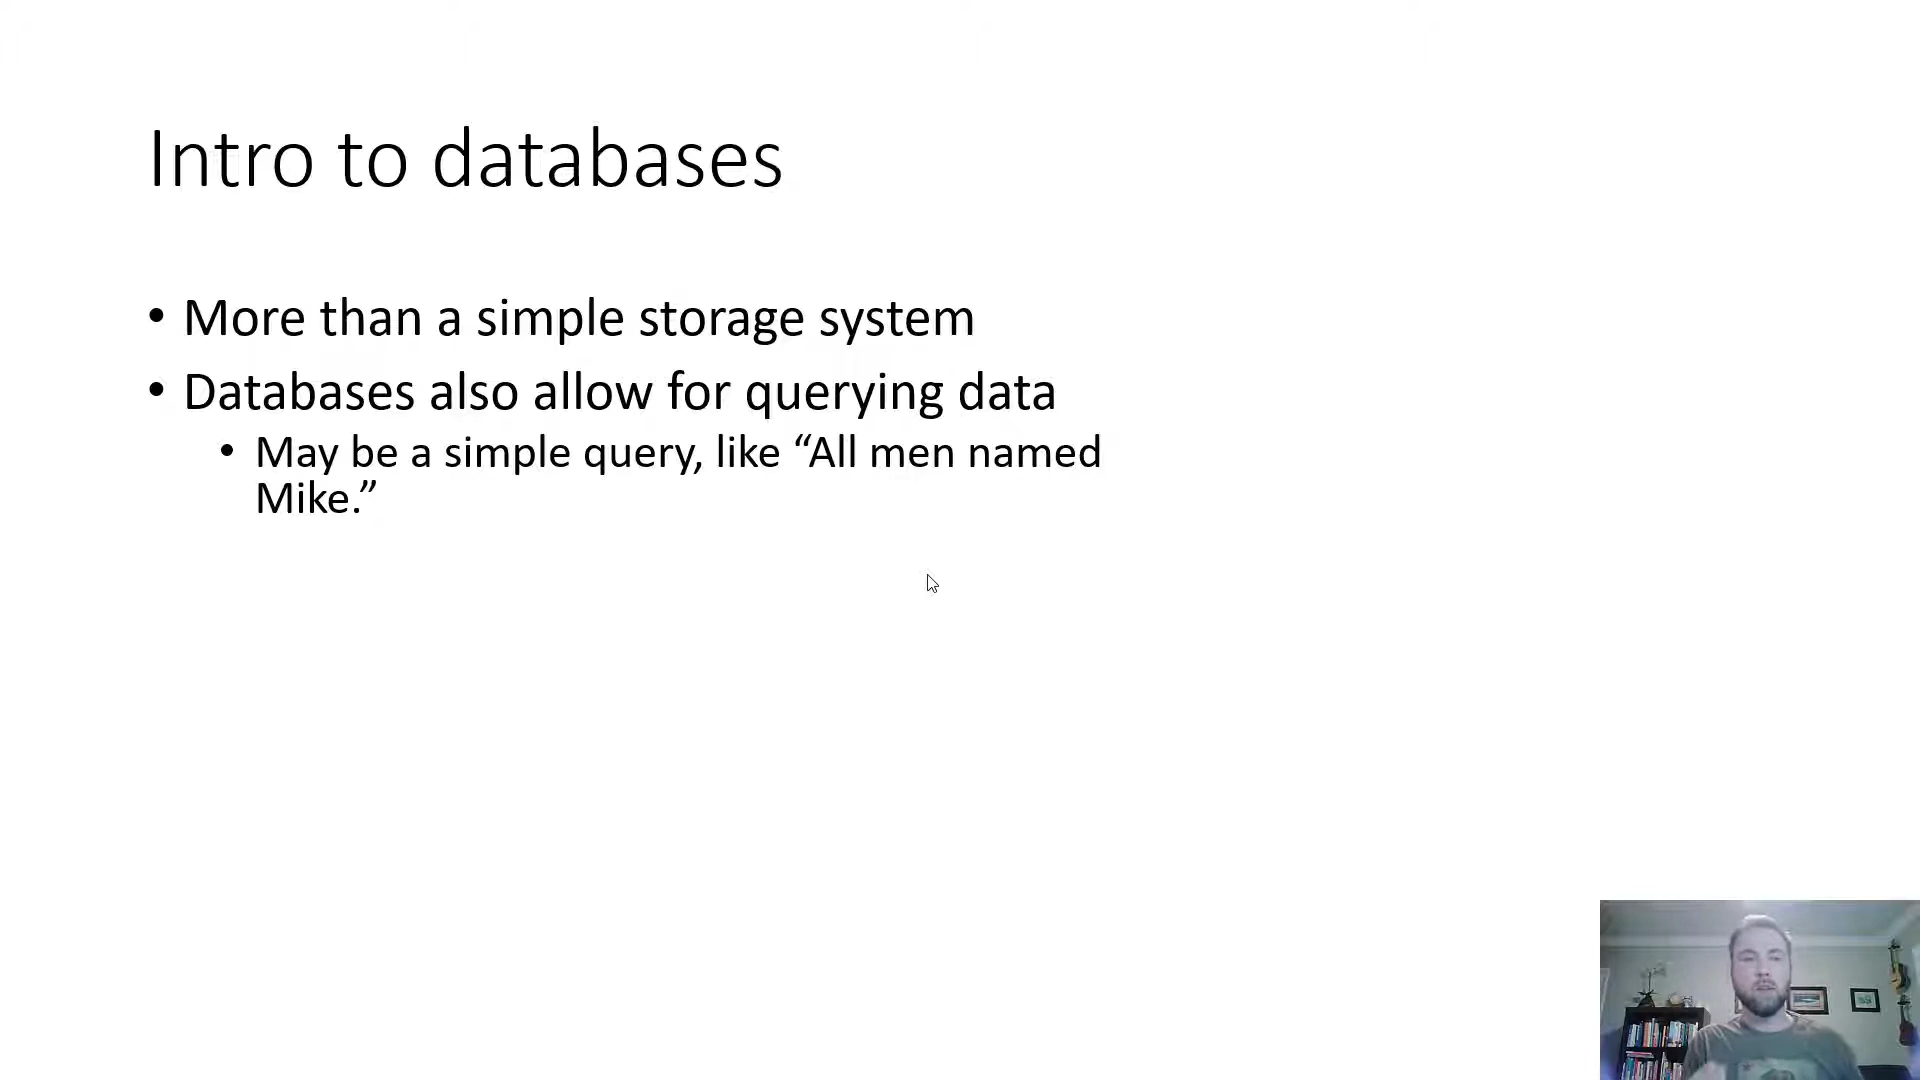 Intro to databases
• More than a simple storage system
• Databases also allow for querying data
• May be a simple query, like “All men named
Mike.”